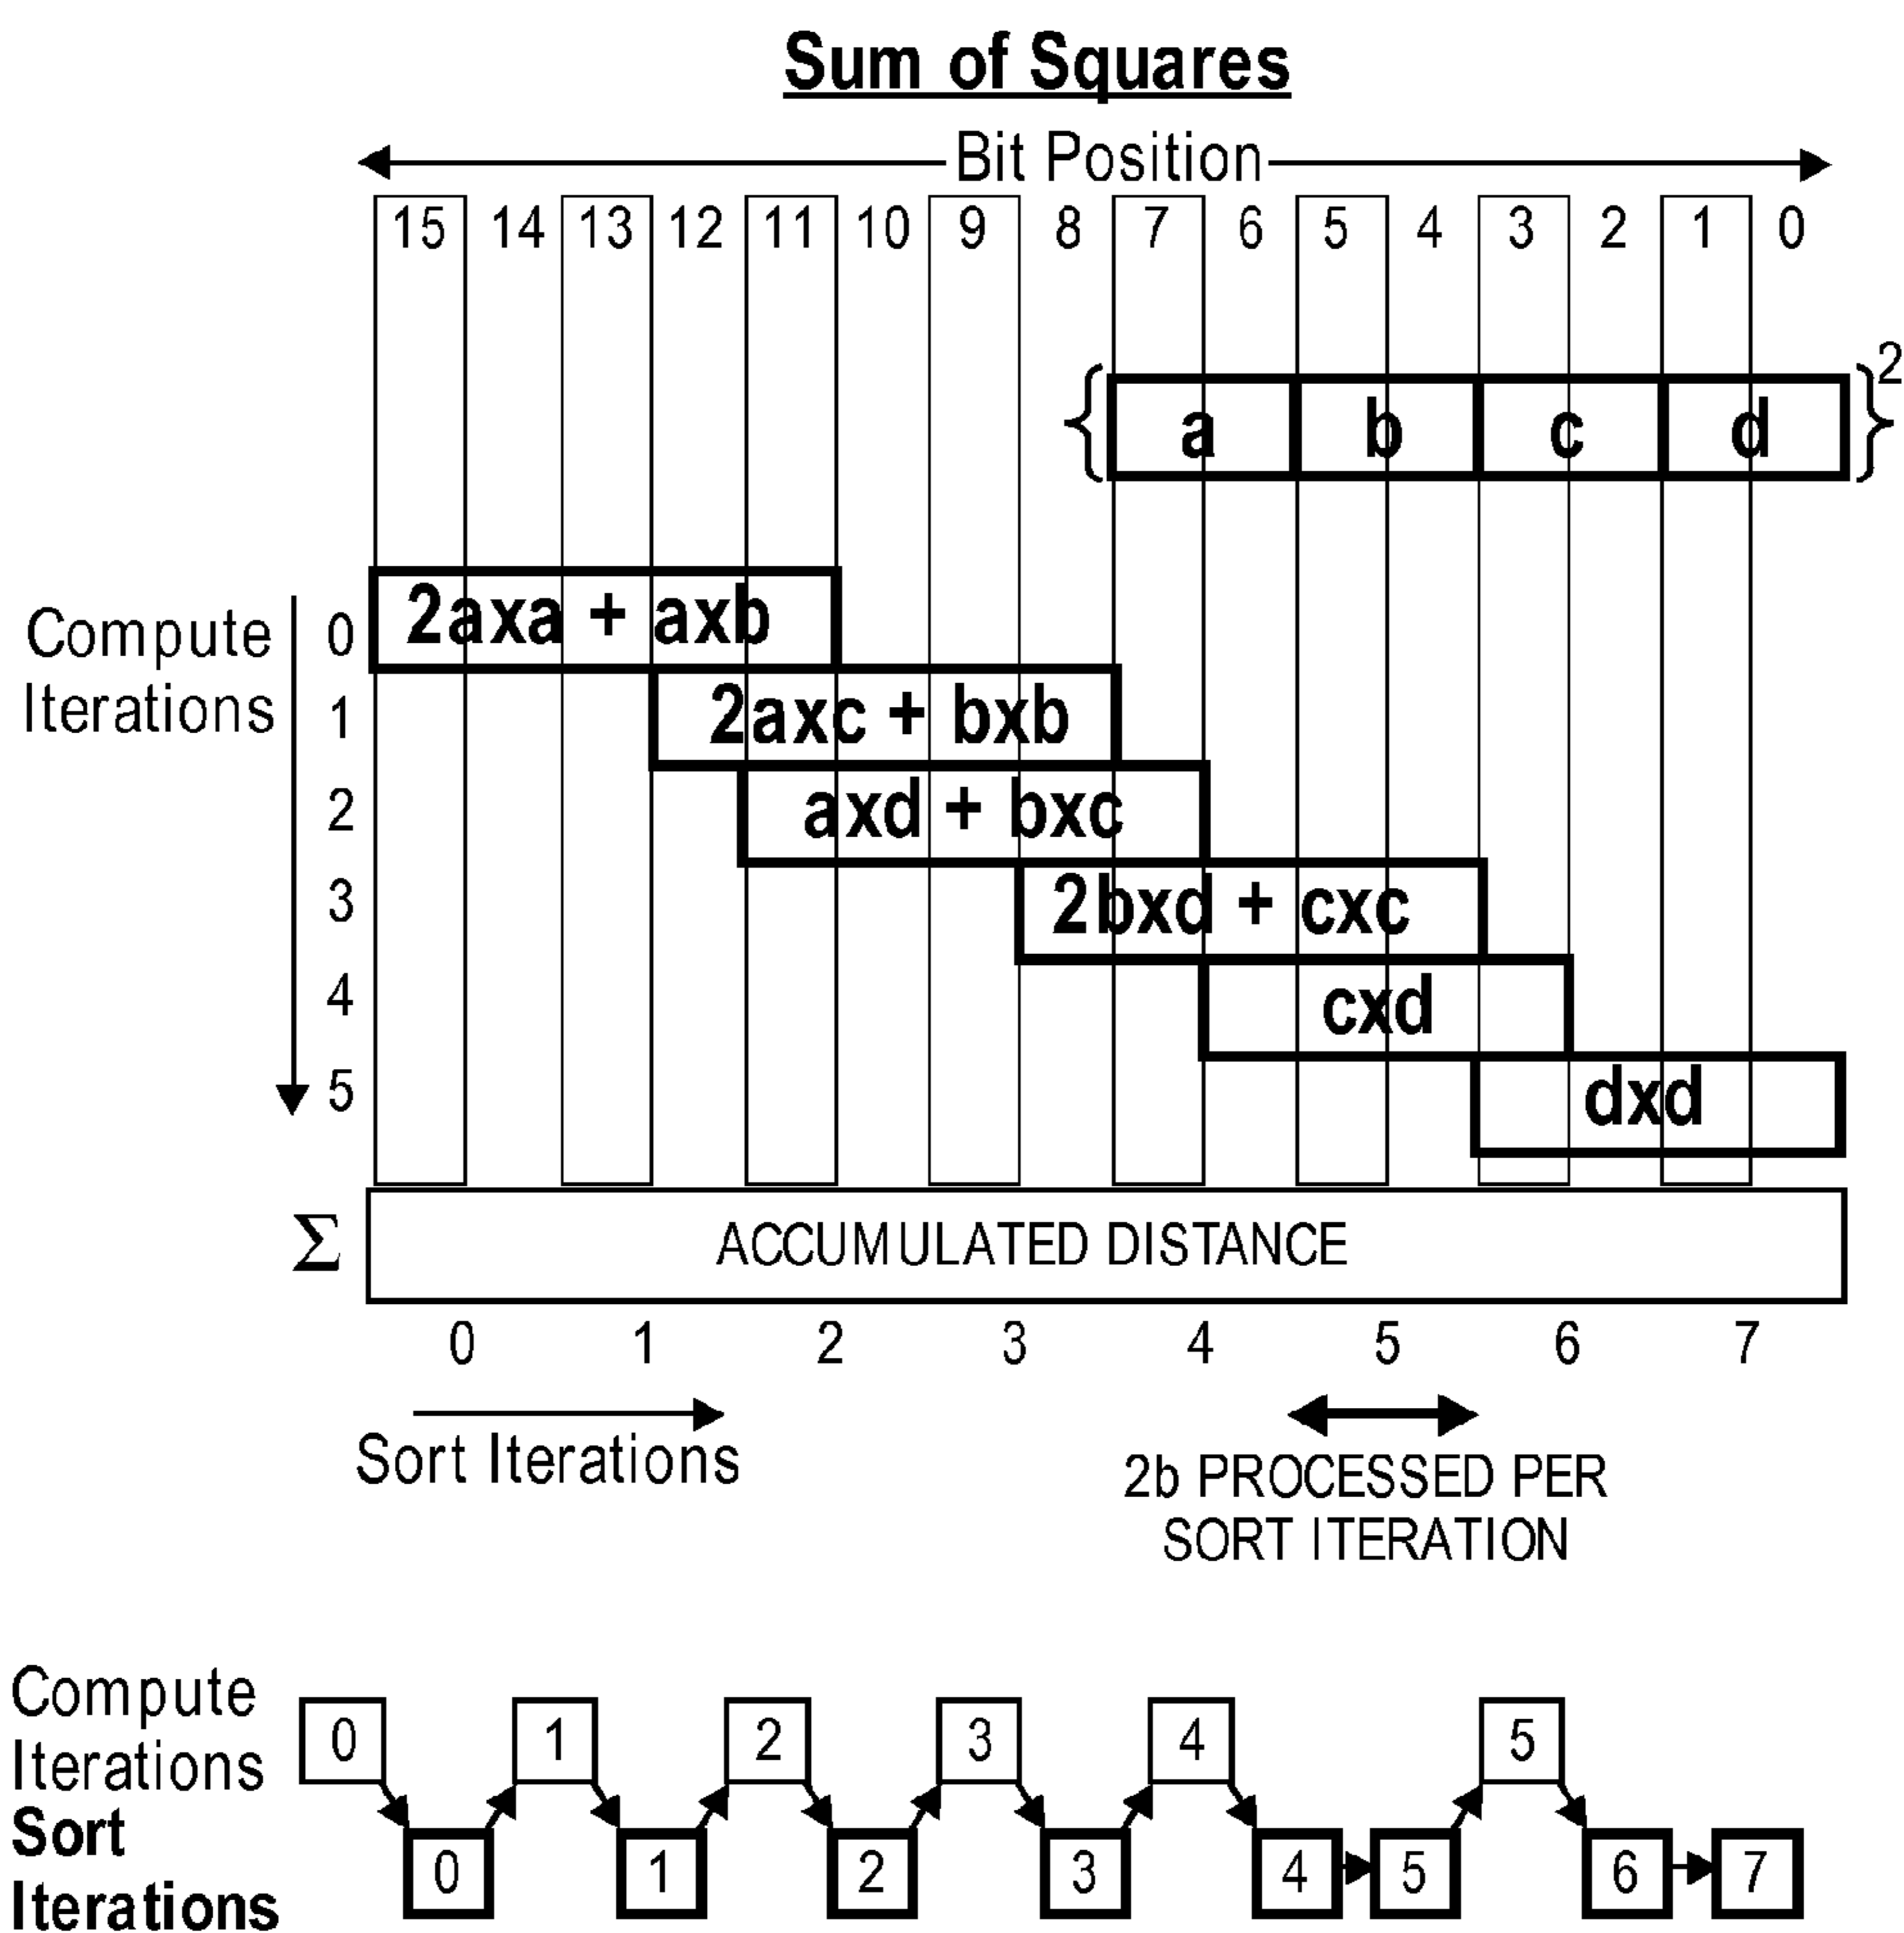 Sum of Squares
Bit Position
15 14 13 12 11 10 9 8 7 6 5 4 3 2 1 0
{ a b c d }2
Compute
Iterations
0 2axa + axb
1 2axc + bxb
2 axd + bxc
3 2bxd + cxc
4 cxd
5 dxd
Σ ACCUMULATED DISTANCE
0 1 2 3 4 5 6 7
Sort Iterations
2b PROCESSED PER
SORT ITERATION
Compute
Iterations
0 1 2 3 4 5
Sort
Iterations
0 1 2 3 4 5 6 7